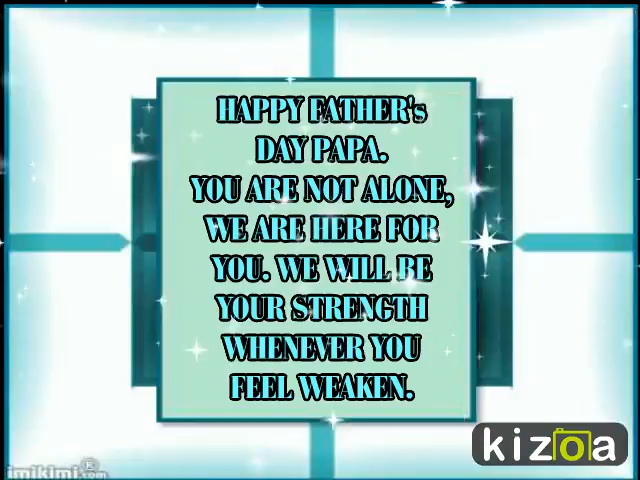 HAPPY FATHER's
DAY PAPA.
YOU ARE NOT ALONE,
WE ARE HERE FOR
YOU. WE WILL BE
YOUR STRENGTH
WHENEVER YOU
FEEL WEAKEN.
kizoa
imikimi.com